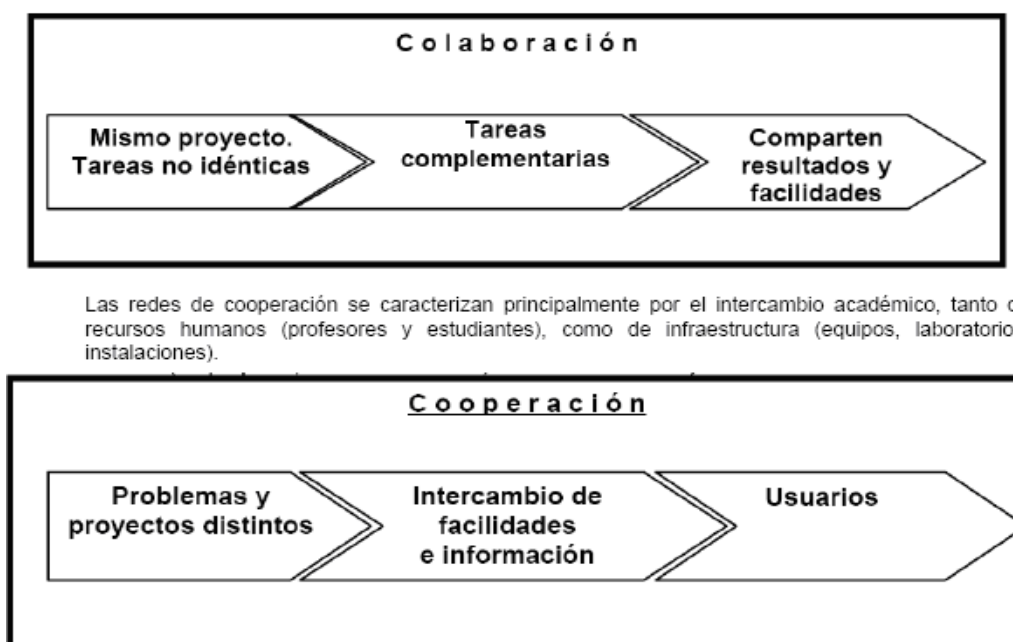 Colaboración
Mismo proyecto.
Tareas no idénticas
Tareas
complementarias
Comparten
resultados y
facilidades
Las redes de cooperación se caracterizan principalmente por el intercambio académico, tanto
recursos humanos (profesores y estudiantes), como de infraestructura (equipos,
instalaciones).
Cooperación
Problemas y
proyectos distintos
Intercambio de
facilidades
e información
Usuarios